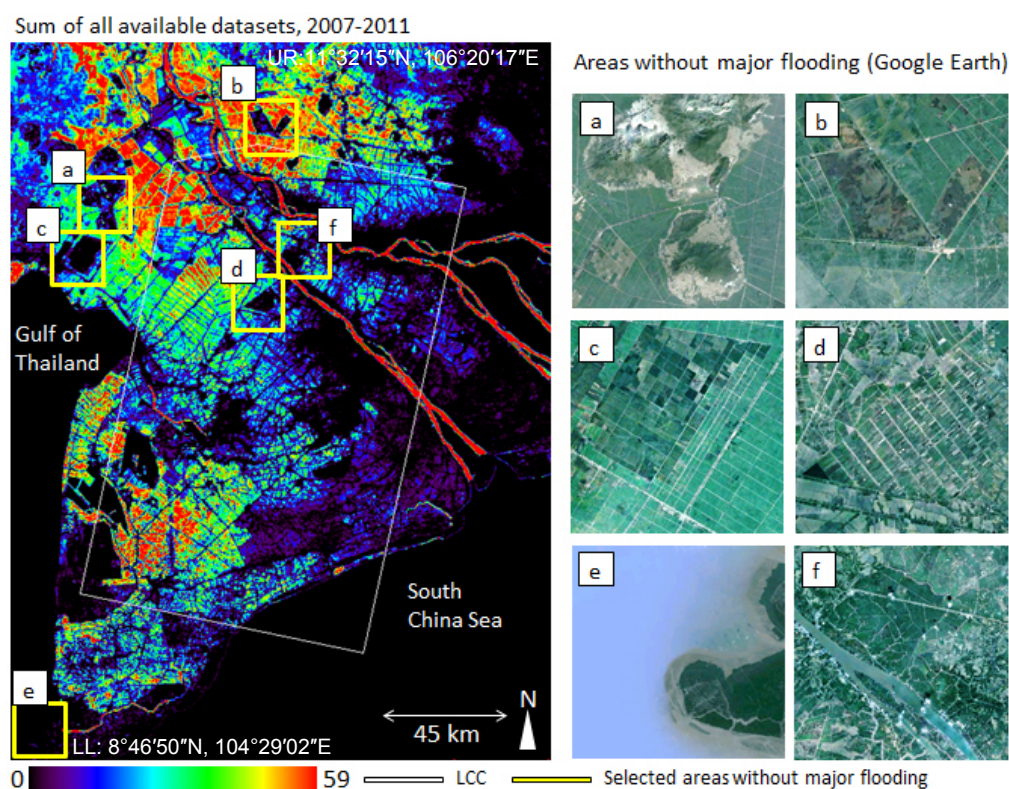 Sum of all available datasets, 2007-2011
UR:11°32'15"N, 106°20'17"E
Areas without major flooding (Google Earth)
b
a
c
f
d
Gulf of
Thailand
South
China Sea
e
N
45 km
LL: 8°46'50"N, 104°29'02"E
a
b
c
d
e
f
0
59
LCC
Selected areas without major flooding